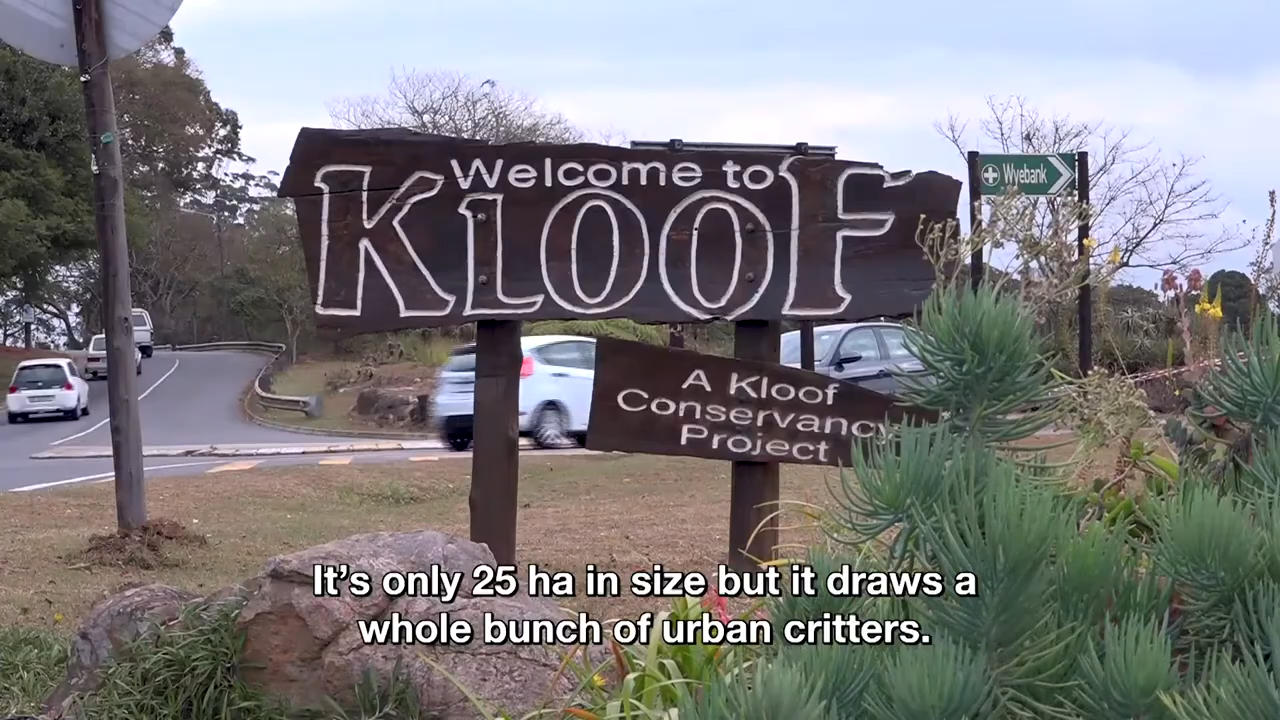 Welcome to
KLOOF
Wyebank
A Kloof
Conservancy
Project
It's only 25 ha in size but it draws a
whole bunch of urban critters.